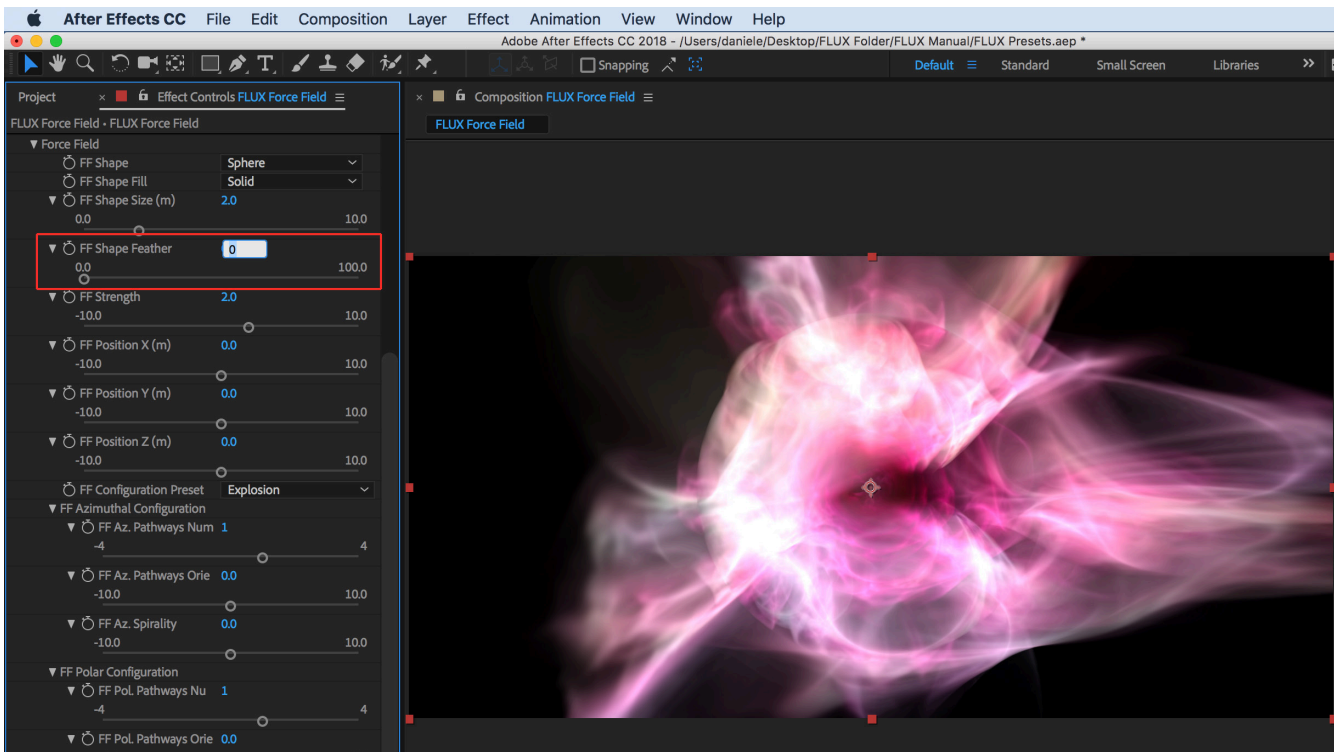 After Effects CC File Edit Composition Layer Effect Animation View Window Help
Adobe After Effects CC 2018 - /Users/daniele/Desktop/FLUX Folder/FLUX Manual/FLUX Presets.aep *
Snapping Default Standard Small Screen Libraries
Project Effect Controls FLUX Force Field Composition FLUX Force Field
FLUX Force Field • FLUX Force Field
FLUX Force Field
Force Field
FF Shape Sphere
FF Shape Fill Solid
FF Shape Size (m) 2.0
0.0 10.0
FF Shape Feather 0
0.0 100.0
FF Strength 2.0
-10.0 10.0
FF Position X (m) 0.0
-10.0 10.0
FF Position Y (m) 0.0
-10.0 10.0
FF Position Z (m) 0.0
-10.0 10.0
FF Configuration Preset Explosion
FF Azimuthal Configuration
FF Az. Pathways Num 1
-4 4
FF Az. Pathways Orie 0.0
-10.0 10.0
FF Az. Spirality 0.0
-10.0 10.0
FF Polar Configuration
FF Pol. Pathways Nu 1
-4 4
FF Pol. Pathways Orie 0.0